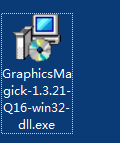 GraphicsMa
gick-1.3.21-
Q16-win32-
dll.exe